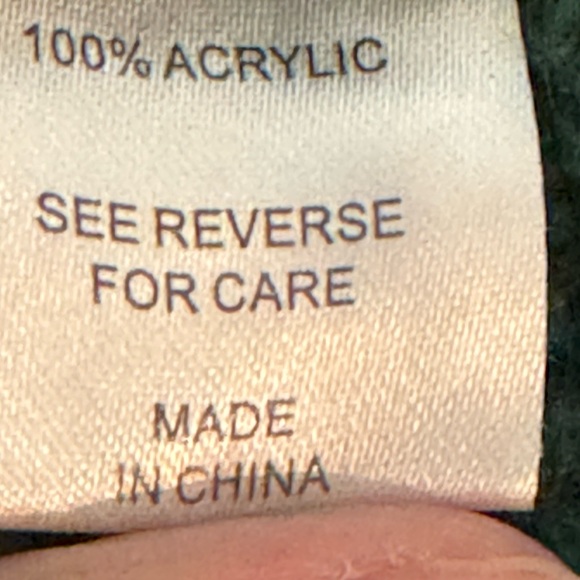 100% ACRYLIC
SEE REVERSE
FOR CARE
MADE
IN CHINA